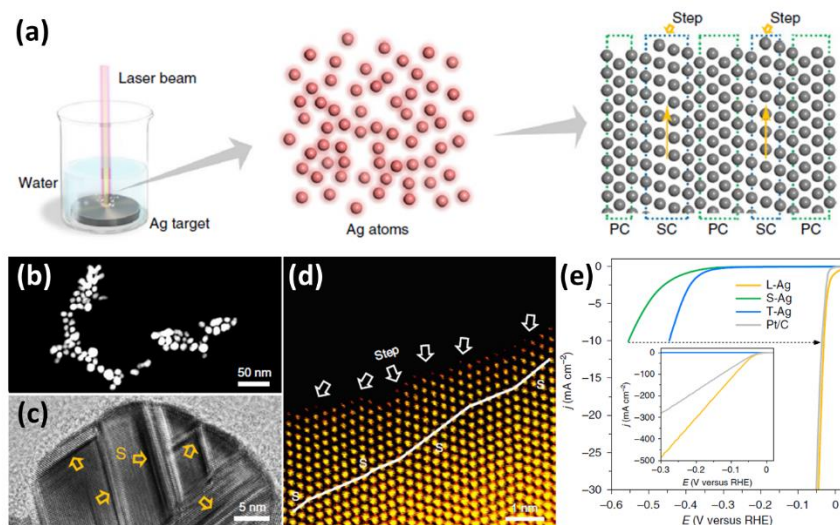 (a)
Laser beam
Water
Ag target
Ag atoms
Step
Step
PC
SC
PC
SC
PC
(b)
50 nm
(c)
S
5 nm
(d)
Step
S
S
S
S
1 nm
(e)
0
−5
−10
−15
−20
−25
−30
j (mA cm⁻²)
L-Ag
S-Ag
T-Ag
Pt/C
0
−100
−200
−300
−400
−500
j (mA cm⁻²)
−0.3 −0.2 −0.1 0
E (V versus RHE)
−0.6 −0.5 −0.4 −0.3 −0.2 −0.1 0
E (V versus RHE)